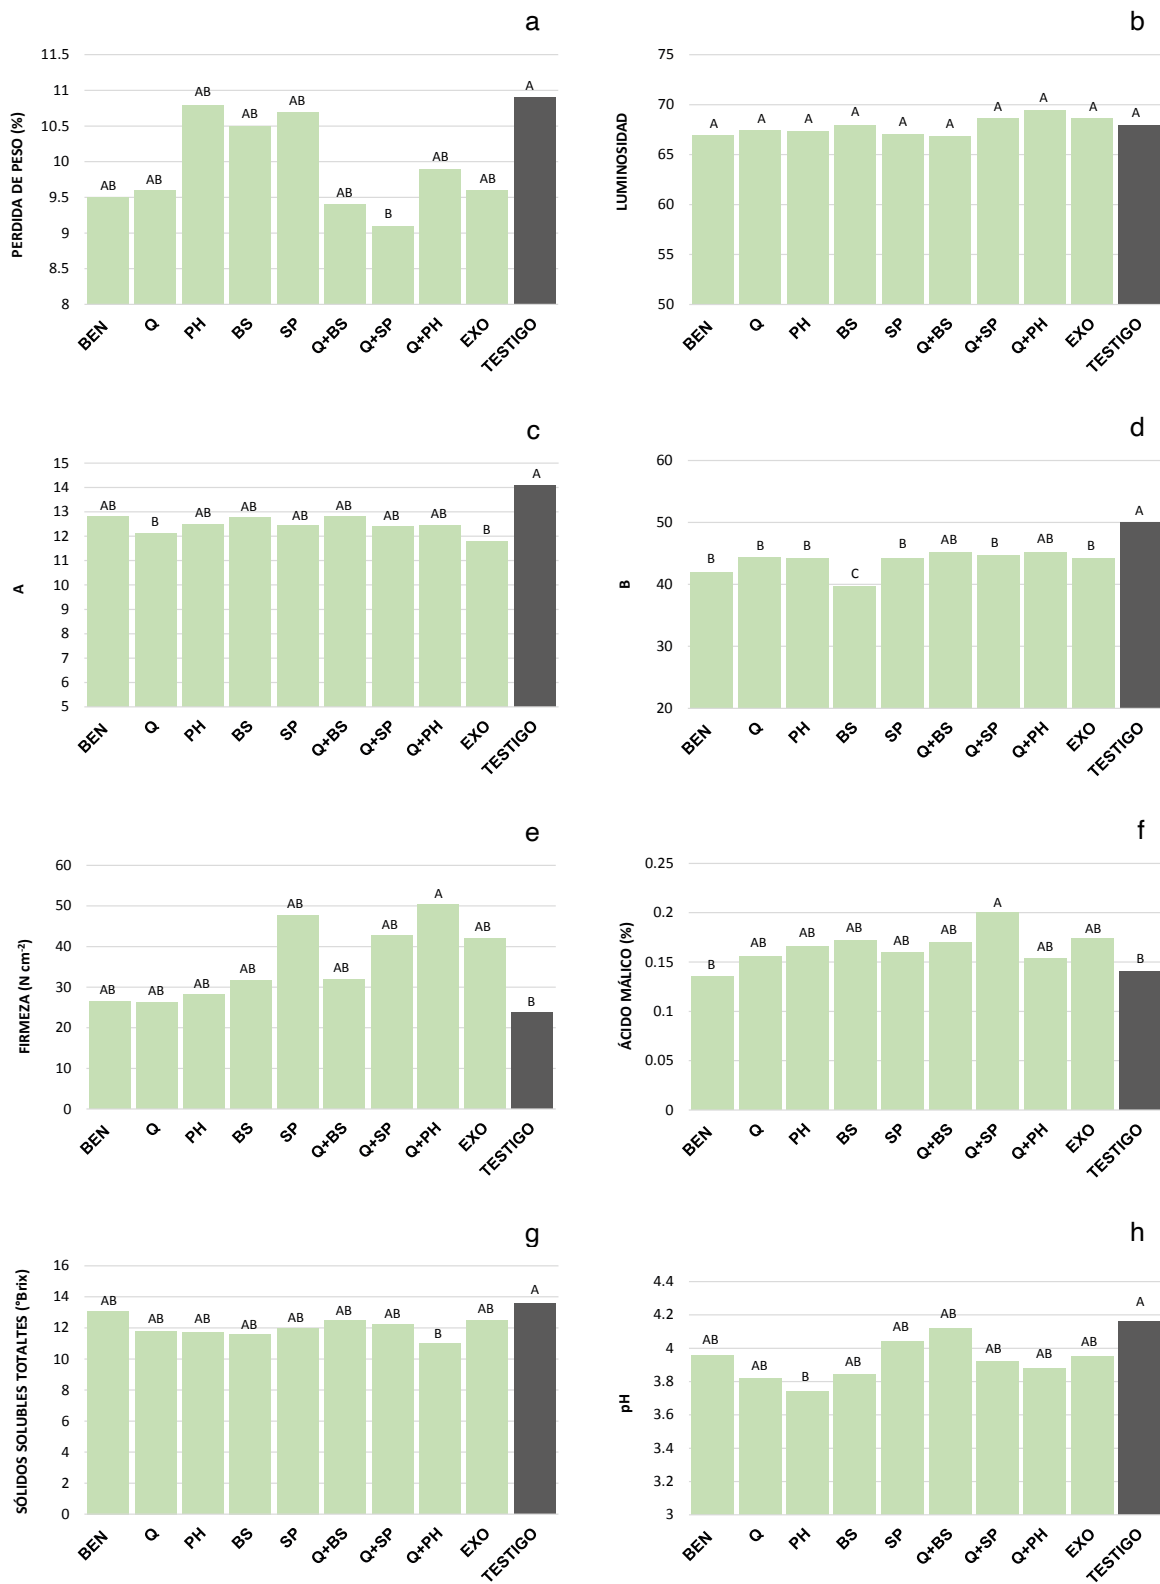 a
PERDIDA DE PESO (%)
11.5
11
10.5
10
9.5
9
8.5
8
AB AB AB AB AB AB B AB AB A
BEN Q PH BS SP Q+BS Q+SP Q+PH EXO TESTIGO
b
LUMINOSIDAD
75
70
65
60
55
50
A A A A A A A A A A
BEN Q PH BS SP Q+BS Q+SP Q+PH EXO TESTIGO
c
A
15
14
13
12
11
10
9
8
7
6
5
AB B AB AB AB AB AB AB B A
BEN Q PH BS SP Q+BS Q+SP Q+PH EXO TESTIGO
d
B
60
50
40
30
20
B B B C B AB B AB B A
BEN Q PH BS SP Q+BS Q+SP Q+PH EXO TESTIGO
e
FIRMEZA (N cm-2)
60
50
40
30
20
10
0
AB AB AB AB AB AB AB A AB B
BEN Q PH BS SP Q+BS Q+SP Q+PH EXO TESTIGO
f
ÁCIDO MÁLICO (%)
0.25
0.2
0.15
0.1
0.05
0
B AB AB AB AB AB A AB AB B
BEN Q PH BS SP Q+BS Q+SP Q+PH EXO TESTIGO
g
SÓLIDOS SOLUBLES TOTALTES (°Brix)
16
14
12
10
8
6
4
2
0
AB AB AB AB AB AB AB B AB A
BEN Q PH BS SP Q+BS Q+SP Q+PH EXO TESTIGO
h
pH
4.4
4.2
4
3.8
3.6
3.4
3.2
3
AB AB B AB AB AB AB AB AB A
BEN Q PH BS SP Q+BS Q+SP Q+PH EXO TESTIGO